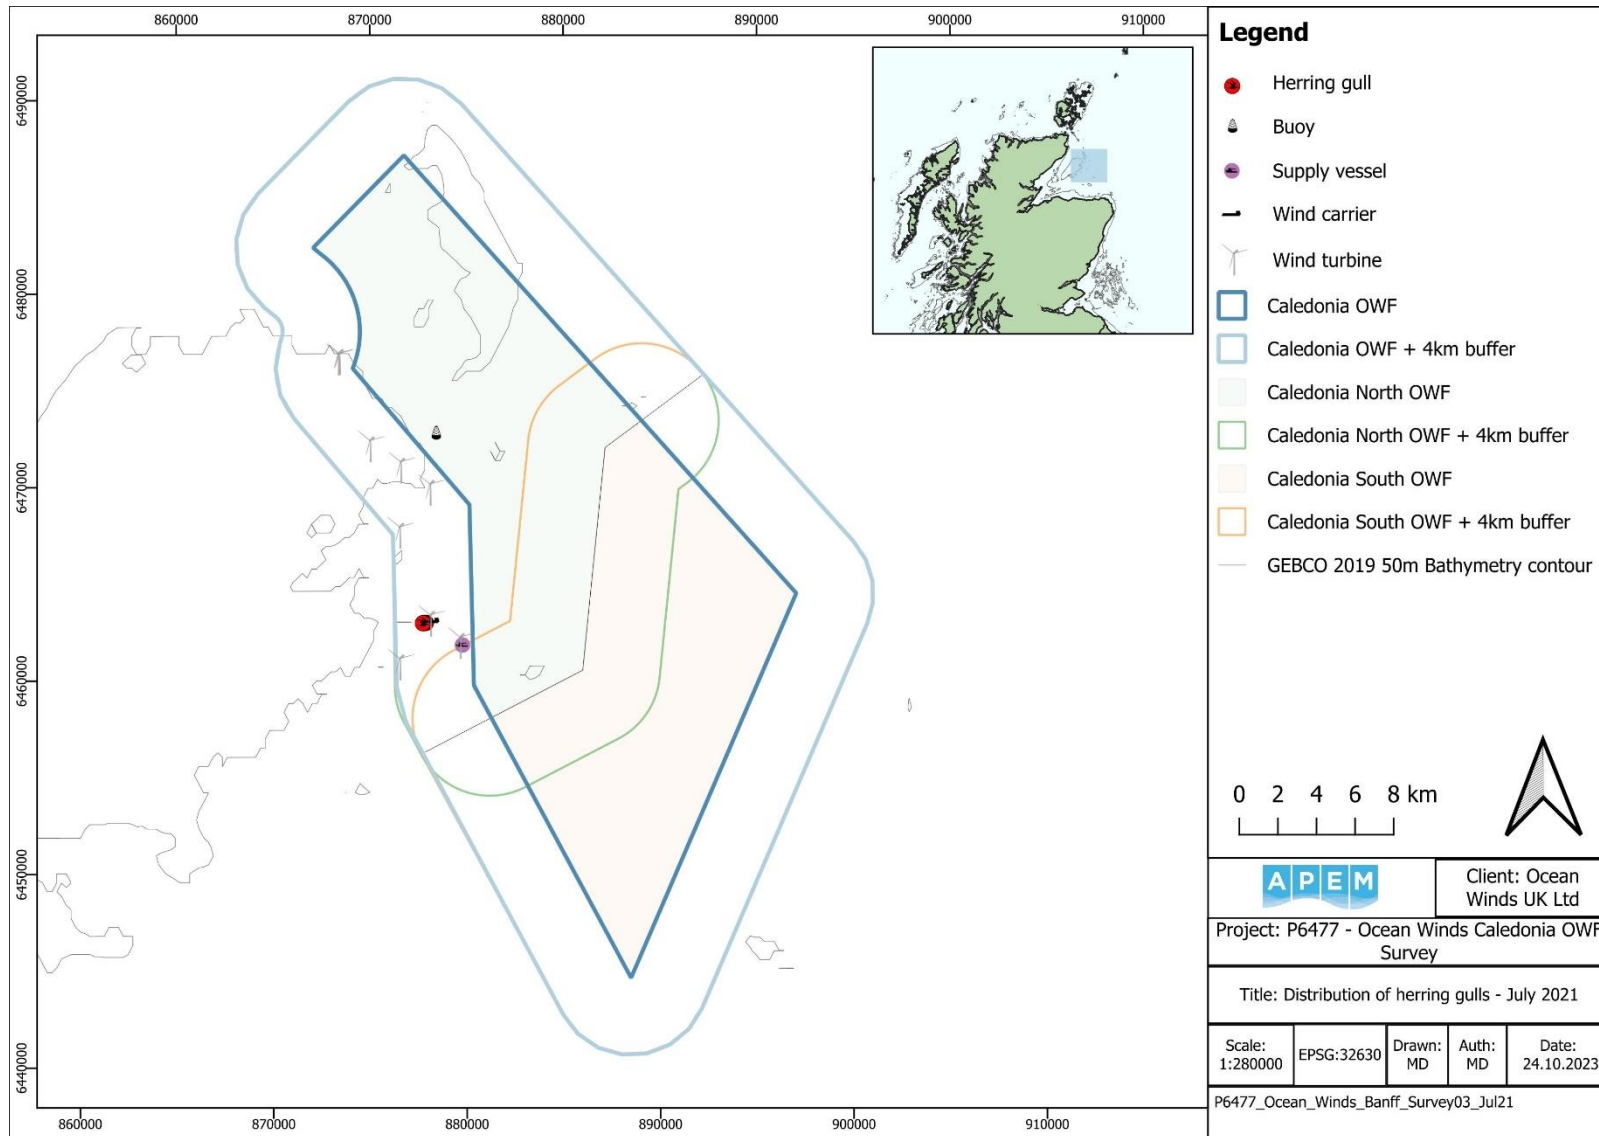 860000 870000 880000 890000 900000 910000
6490000
6480000
6470000
6460000
6450000
6440000
860000 870000 880000 890000 900000 910000
Legend
Herring gull
Buoy
Supply vessel
Wind carrier
Wind turbine
Caledonia OWF
Caledonia OWF + 4km buffer
Caledonia North OWF
Caledonia North OWF + 4km buffer
Caledonia South OWF
Caledonia South OWF + 4km buffer
GEBCO 2019 50m Bathymetry contour
0 2 4 6 8 km
APEM
Client: Ocean
Winds UK Ltd
Project: P6477 - Ocean Winds Caledonia OWF
Survey
Title: Distribution of herring gulls - July 2021
Scale:
1:280000
EPSG:32630
Drawn:
MD
Auth:
MD
Date:
24.10.2023
P6477_Ocean_Winds_Banff_Survey03_Jul21